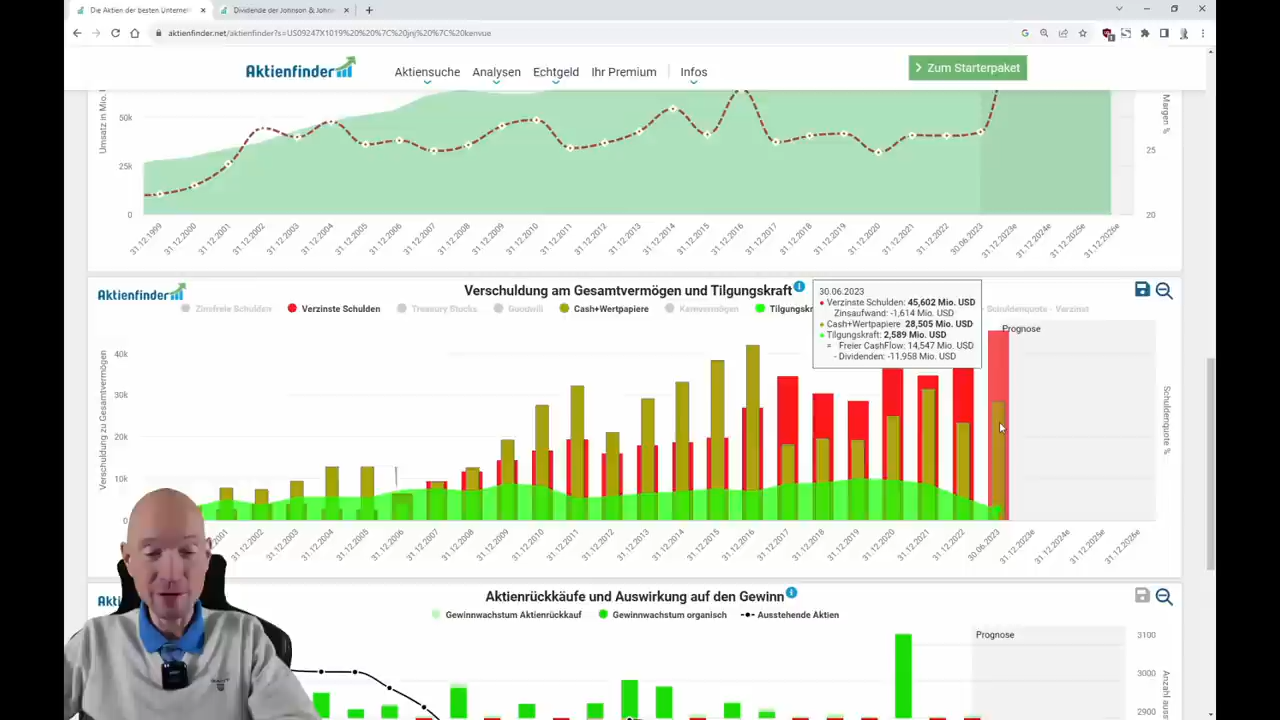 Die Aktien der besten Unterneh
Dividende der Johnson & Johns
aktienfinder.net/aktienfinder?s=US09247X1019%20%20%7C%20jnj%20%7C%20kenvue
Aktienfinder
Aktiensuche
Analysen
Echtgeld
Ihr Premium
Infos
Zum Starterpaket
Umsatz in Mio.
Margen %
50k
25k
0
25
20
31.12.1999
31.12.2000
31.12.2001
31.12.2002
31.12.2003
31.12.2004
31.12.2005
31.12.2006
31.12.2007
31.12.2008
31.12.2009
31.12.2010
31.12.2011
31.12.2012
31.12.2013
31.12.2014
31.12.2015
31.12.2016
31.12.2017
31.12.2018
31.12.2019
31.12.2020
31.12.2021
31.12.2022
30.06.2023
31.12.2023e
31.12.2024e
31.12.2025e
31.12.2026e
Aktienfinder
Verschuldung am Gesamtvermögen und Tilgungskraft
Zinsfreie Schulden
Verzinste Schulden
Treasury Stocks
Goodwill
Cash+Wertpapiere
Kernvermögen
Tilgungskr
- Schuldenquote - Verzinst
30.06.2023
Verzinste Schulden: 45,602 Mio. USD
Zinsaufwand: -1,614 Mio. USD
Cash+Wertpapiere: 28,505 Mio. USD
Tilgungskraft: 2,589 Mio. USD
= Freier CashFlow: 14,547 Mio. USD
- Dividenden: -11,958 Mio. USD
Prognose
Verschuldung zu Gesamtvermögen
Schuldenquote %
40k
30k
20k
10k
0
2001
31.12.2002
31.12.2003
31.12.2004
31.12.2005
31.12.2006
31.12.2007
31.12.2008
31.12.2009
31.12.2010
31.12.2011
31.12.2012
31.12.2013
31.12.2014
31.12.2015
31.12.2016
31.12.2017
31.12.2018
31.12.2019
31.12.2020
31.12.2021
31.12.2022
30.06.2023
31.12.2023e
31.12.2024e
31.12.2025e
31.12.2026e
Akti
Aktienrückkäufe und Auswirkung auf den Gewinn
Gewinnwachstum Aktienrückkauf
Gewinnwachstum organisch
Ausstehende Aktien
Prognose
3100
3000
2900
Anzahl auss
GANT